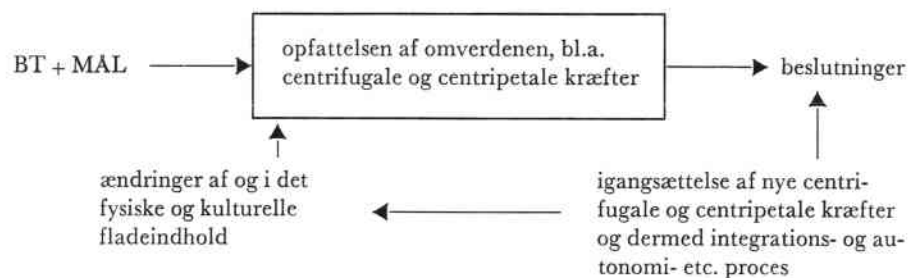 BT + MÅL
opfattelsen af omverdenen, bl.a.
centrifugale og centripetale kræfter
beslutninger
ændringer af og i det
fysiske og kulturelle
fladeindhold
igangsættelse af nye centri-
fugale og centripetale kræfter
og dermed integrations- og au-
tonomi- etc. proces